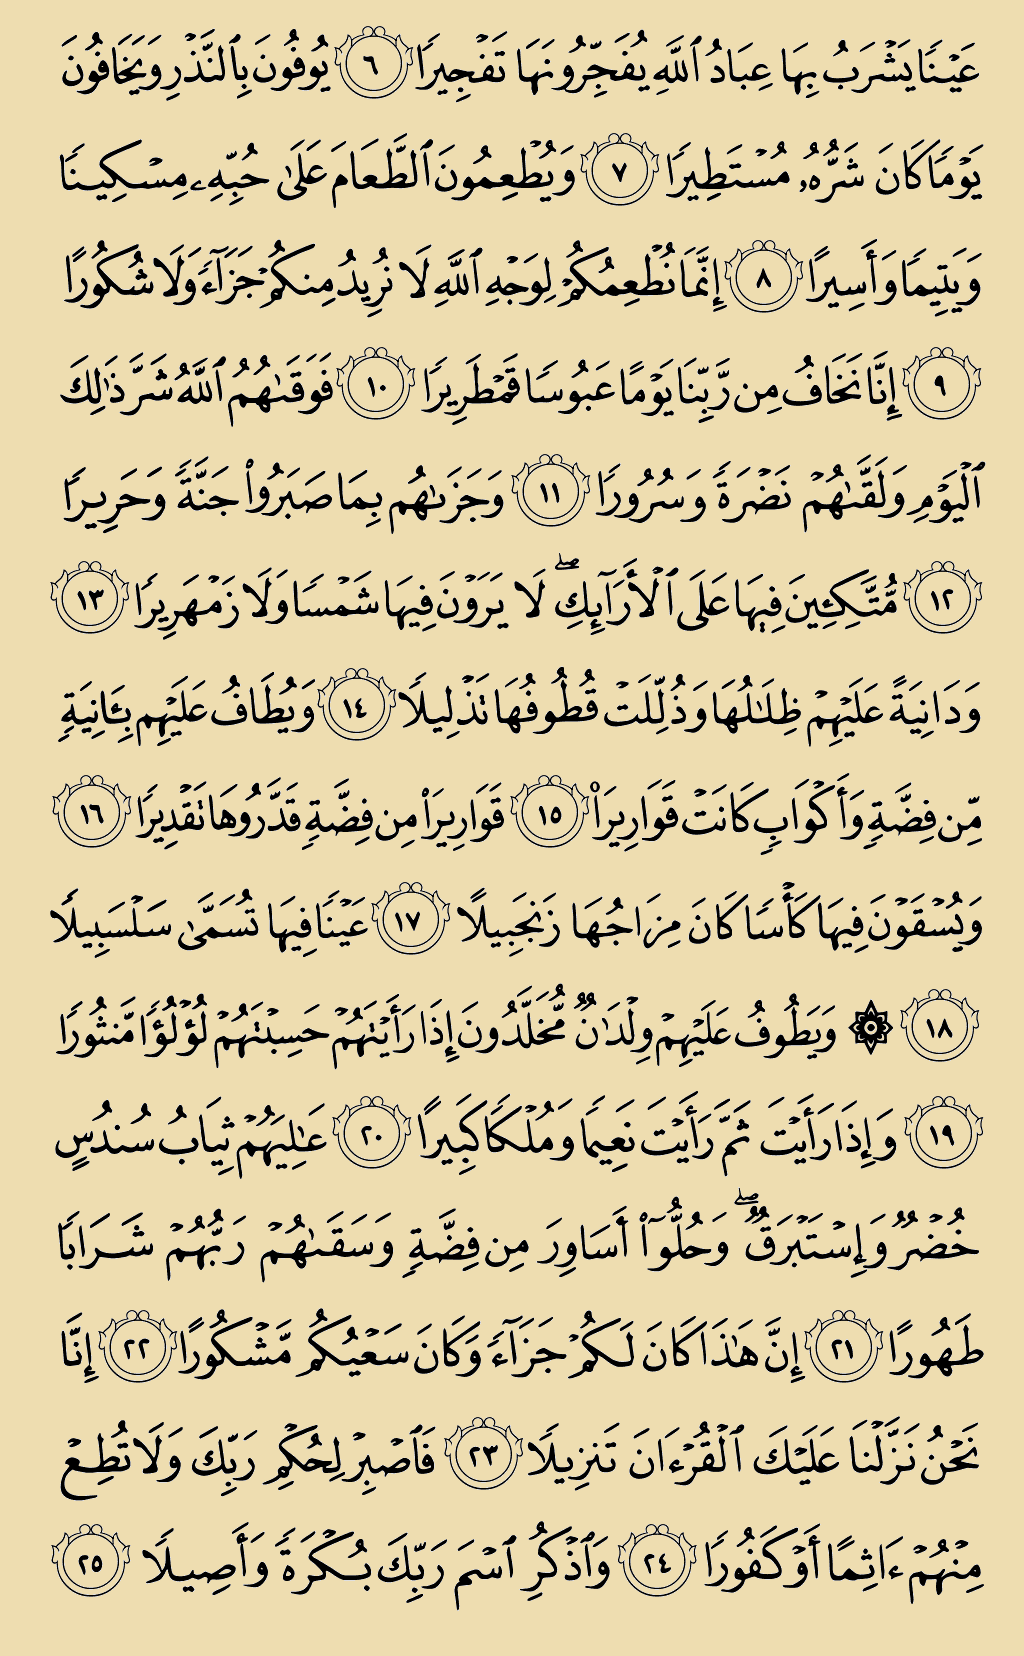 عَيۡنٗا يَشۡرَبُ بِهَا عِبَادُ ٱللَّهِ يُفَجِّرُونَهَا تَفۡجِيرٗا ٦ يُوفُونَ بِٱلنَّذۡرِ وَيَخَافُونَ
يَوۡمٗا كَانَ شَرُّهُۥ مُسۡتَطِيرٗا ٧ وَيُطۡعِمُونَ ٱلطَّعَامَ عَلَىٰ حُبِّهِۦ مِسۡكِينٗا
وَيَتِيمٗا وَأَسِيرًا ٨ إِنَّمَا نُطۡعِمُكُمۡ لِوَجۡهِ ٱللَّهِ لَا نُرِيدُ مِنكُمۡ جَزَآءٗ وَلَا شُكُورًا
٩ إِنَّا نَخَافُ مِن رَّبِّنَا يَوۡمًا عَبُوسٗا قَمۡطَرِيرٗا ١٠ فَوَقَىٰهُمُ ٱللَّهُ شَرَّ ذَٰلِكَ
ٱلۡيَوۡمِ وَلَقَّىٰهُمۡ نَضۡرَةٗ وَسُرُورٗا ١١ وَجَزَىٰهُم بِمَا صَبَرُواْ جَنَّةٗ وَحَرِيرٗا
١٢ مُّتَّكِـِٔينَ فِيهَا عَلَى ٱلۡأَرَآئِكِۖ لَا يَرَوۡنَ فِيهَا شَمۡسٗا وَلَا زَمۡهَرِيرٗا ١٣
وَدَانِيَةً عَلَيۡهِمۡ ظِلَٰلُهَا وَذُلِّلَتۡ قُطُوفُهَا تَذۡلِيلٗا ١٤ وَيُطَافُ عَلَيۡهِم بِـَٔانِيَةٖ
مِّن فِضَّةٖ وَأَكۡوَابٖ كَانَتۡ قَوَارِيرَا۠ ١٥ قَوَارِيرَاْ مِن فِضَّةٖ قَدَّرُوهَا تَقۡدِيرٗا ١٦
وَيُسۡقَوۡنَ فِيهَا كَأۡسٗا كَانَ مِزَاجُهَا زَنجَبِيلًا ١٧ عَيۡنٗا فِيهَا تُسَمَّىٰ سَلۡسَبِيلٗا
١٨ ۞ وَيَطُوفُ عَلَيۡهِمۡ وِلۡدَٰنٞ مُّخَلَّدُونَ إِذَا رَأَيۡتَهُمۡ حَسِبۡتَهُمۡ لُؤۡلُؤٗا مَّنثُورٗا
١٩ وَإِذَا رَأَيۡتَ ثَمَّ رَأَيۡتَ نَعِيمٗا وَمُلۡكٗا كَبِيرًا ٢٠ عَٰلِيَهُمۡ ثِيَابُ سُندُسٍ
خُضۡرٞ وَإِسۡتَبۡرَقٞۖ وَحُلُّوٓاْ أَسَاوِرَ مِن فِضَّةٖ وَسَقَىٰهُمۡ رَبُّهُمۡ شَرَابٗا
طَهُورًا ٢١ إِنَّ هَٰذَا كَانَ لَكُمۡ جَزَآءٗ وَكَانَ سَعۡيُكُم مَّشۡكُورًا ٢٢ إِنَّا
نَحۡنُ نَزَّلۡنَا عَلَيۡكَ ٱلۡقُرۡءَانَ تَنزِيلٗا ٢٣ فَٱصۡبِرۡ لِحُكۡمِ رَبِّكَ وَلَا تُطِعۡ
مِنۡهُمۡ ءَاثِمًا أَوۡ كَفُورٗا ٢٤ وَٱذۡكُرِ ٱسۡمَ رَبِّكَ بُكۡرَةٗ وَأَصِيلٗا ٢٥